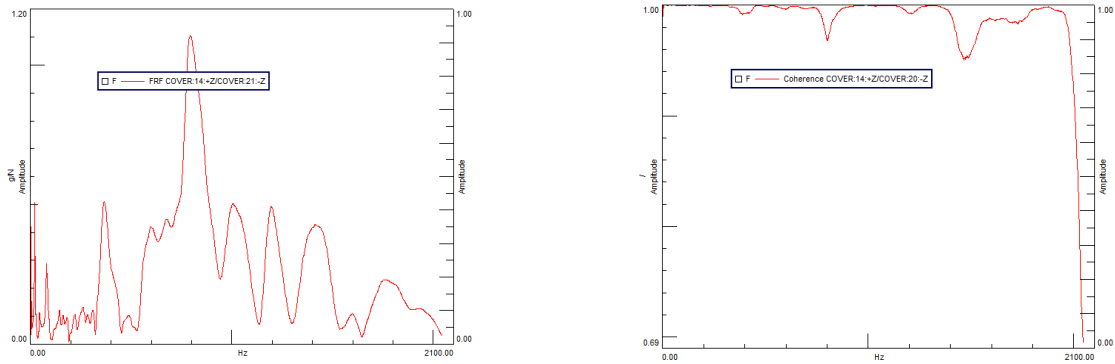 1.20
1.00
F FRF COVER:14:+Z/COVER:21:-Z
g/N
Amplitude
Amplitude
0.00
0.00
0.00
Hz
2100.00
1.00
1.00
F Coherence COVER:14:+Z/COVER:20:-Z
/
Amplitude
Amplitude
0.69
0.00
0.00
Hz
2100.00